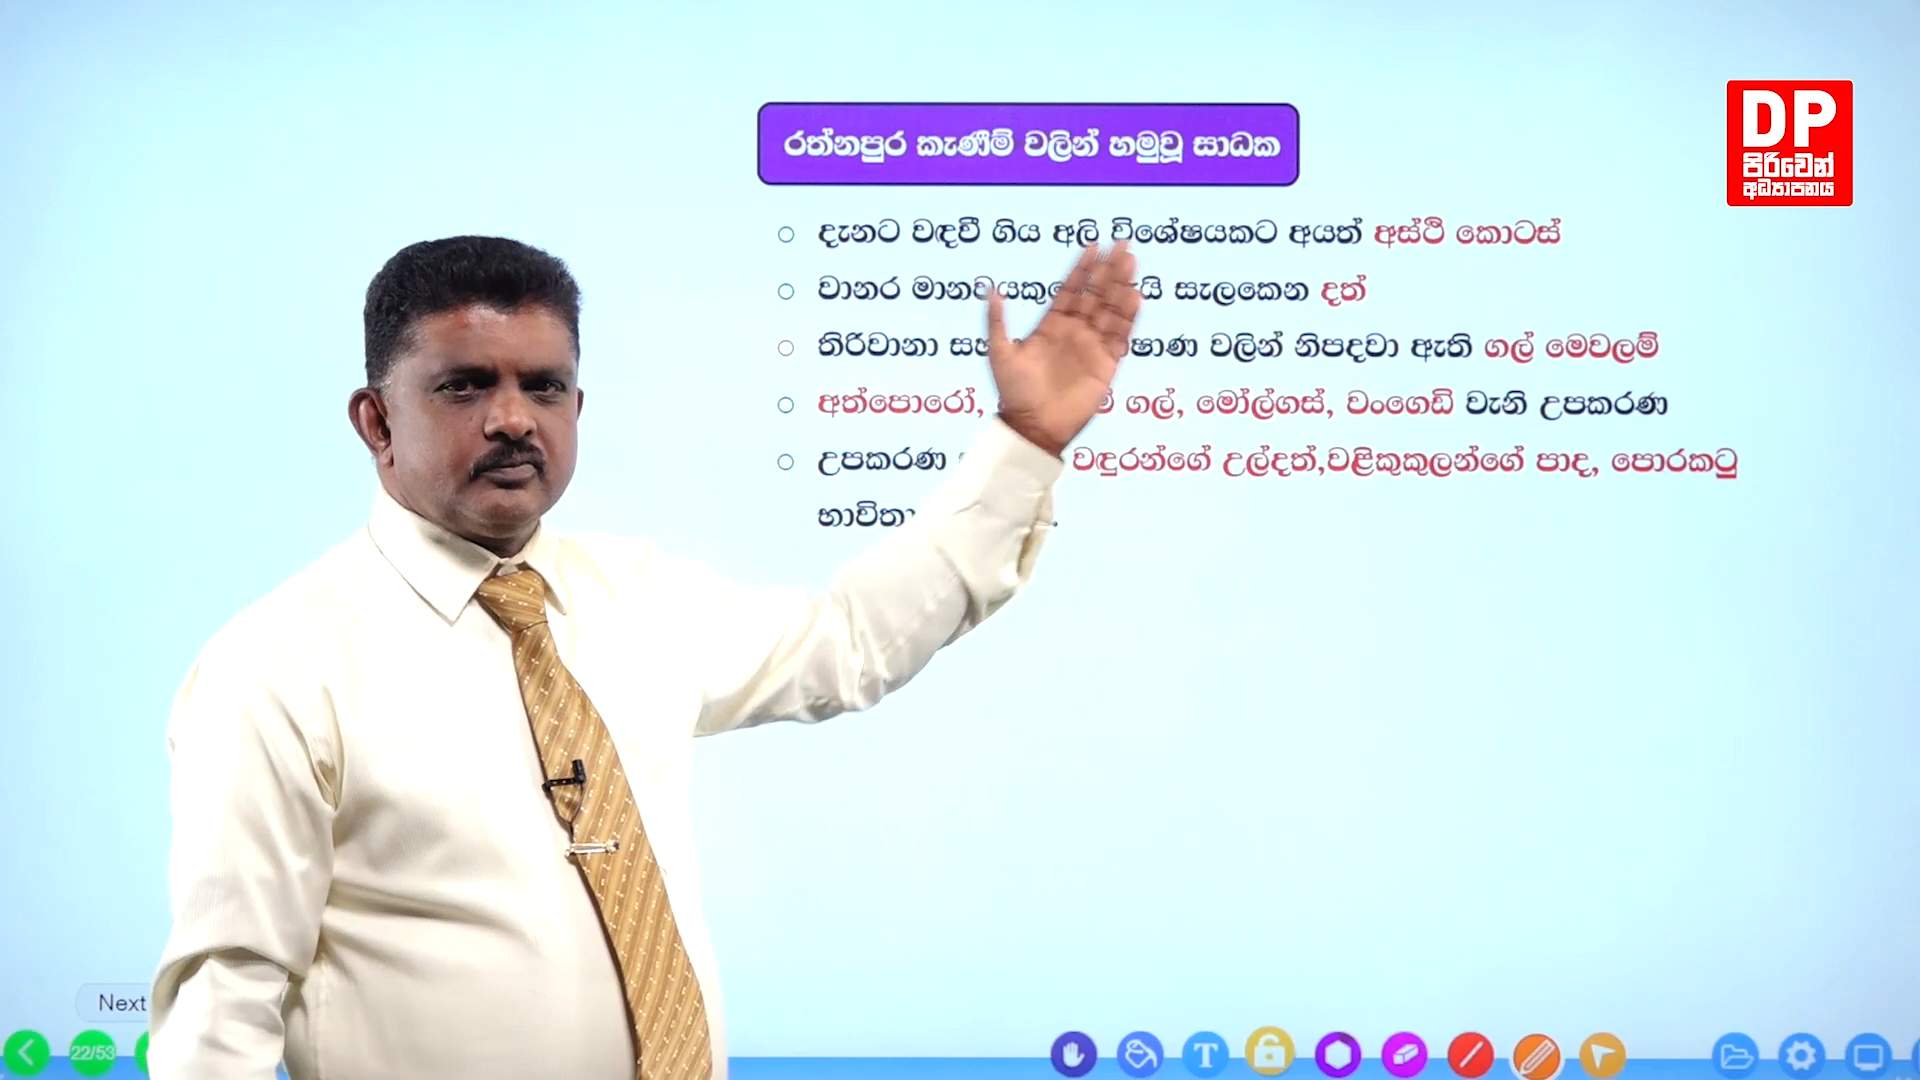 රත්නපුර කැණීම් වලින් හමුවූ සාධක
DP
පිරිවෙන්
අධ්‍යාපනය
දැනට වඳවී ගිය අලි විශේෂයකට අයත් අස්ථි කොටස්
වානර සැලකෙන දත්
තිරිවානා වලින් නිපදවා ඇති ගල් මෙවලම්
අත්පොරෝ, ගල්, මෝල්ගස්, වංගෙඩි වැනි උපකරණ
උපකරණ වඳුරන්ගේ උල්දත්,වළිකුකුලන්ගේ පාද, පොරකටු
Next
22/53